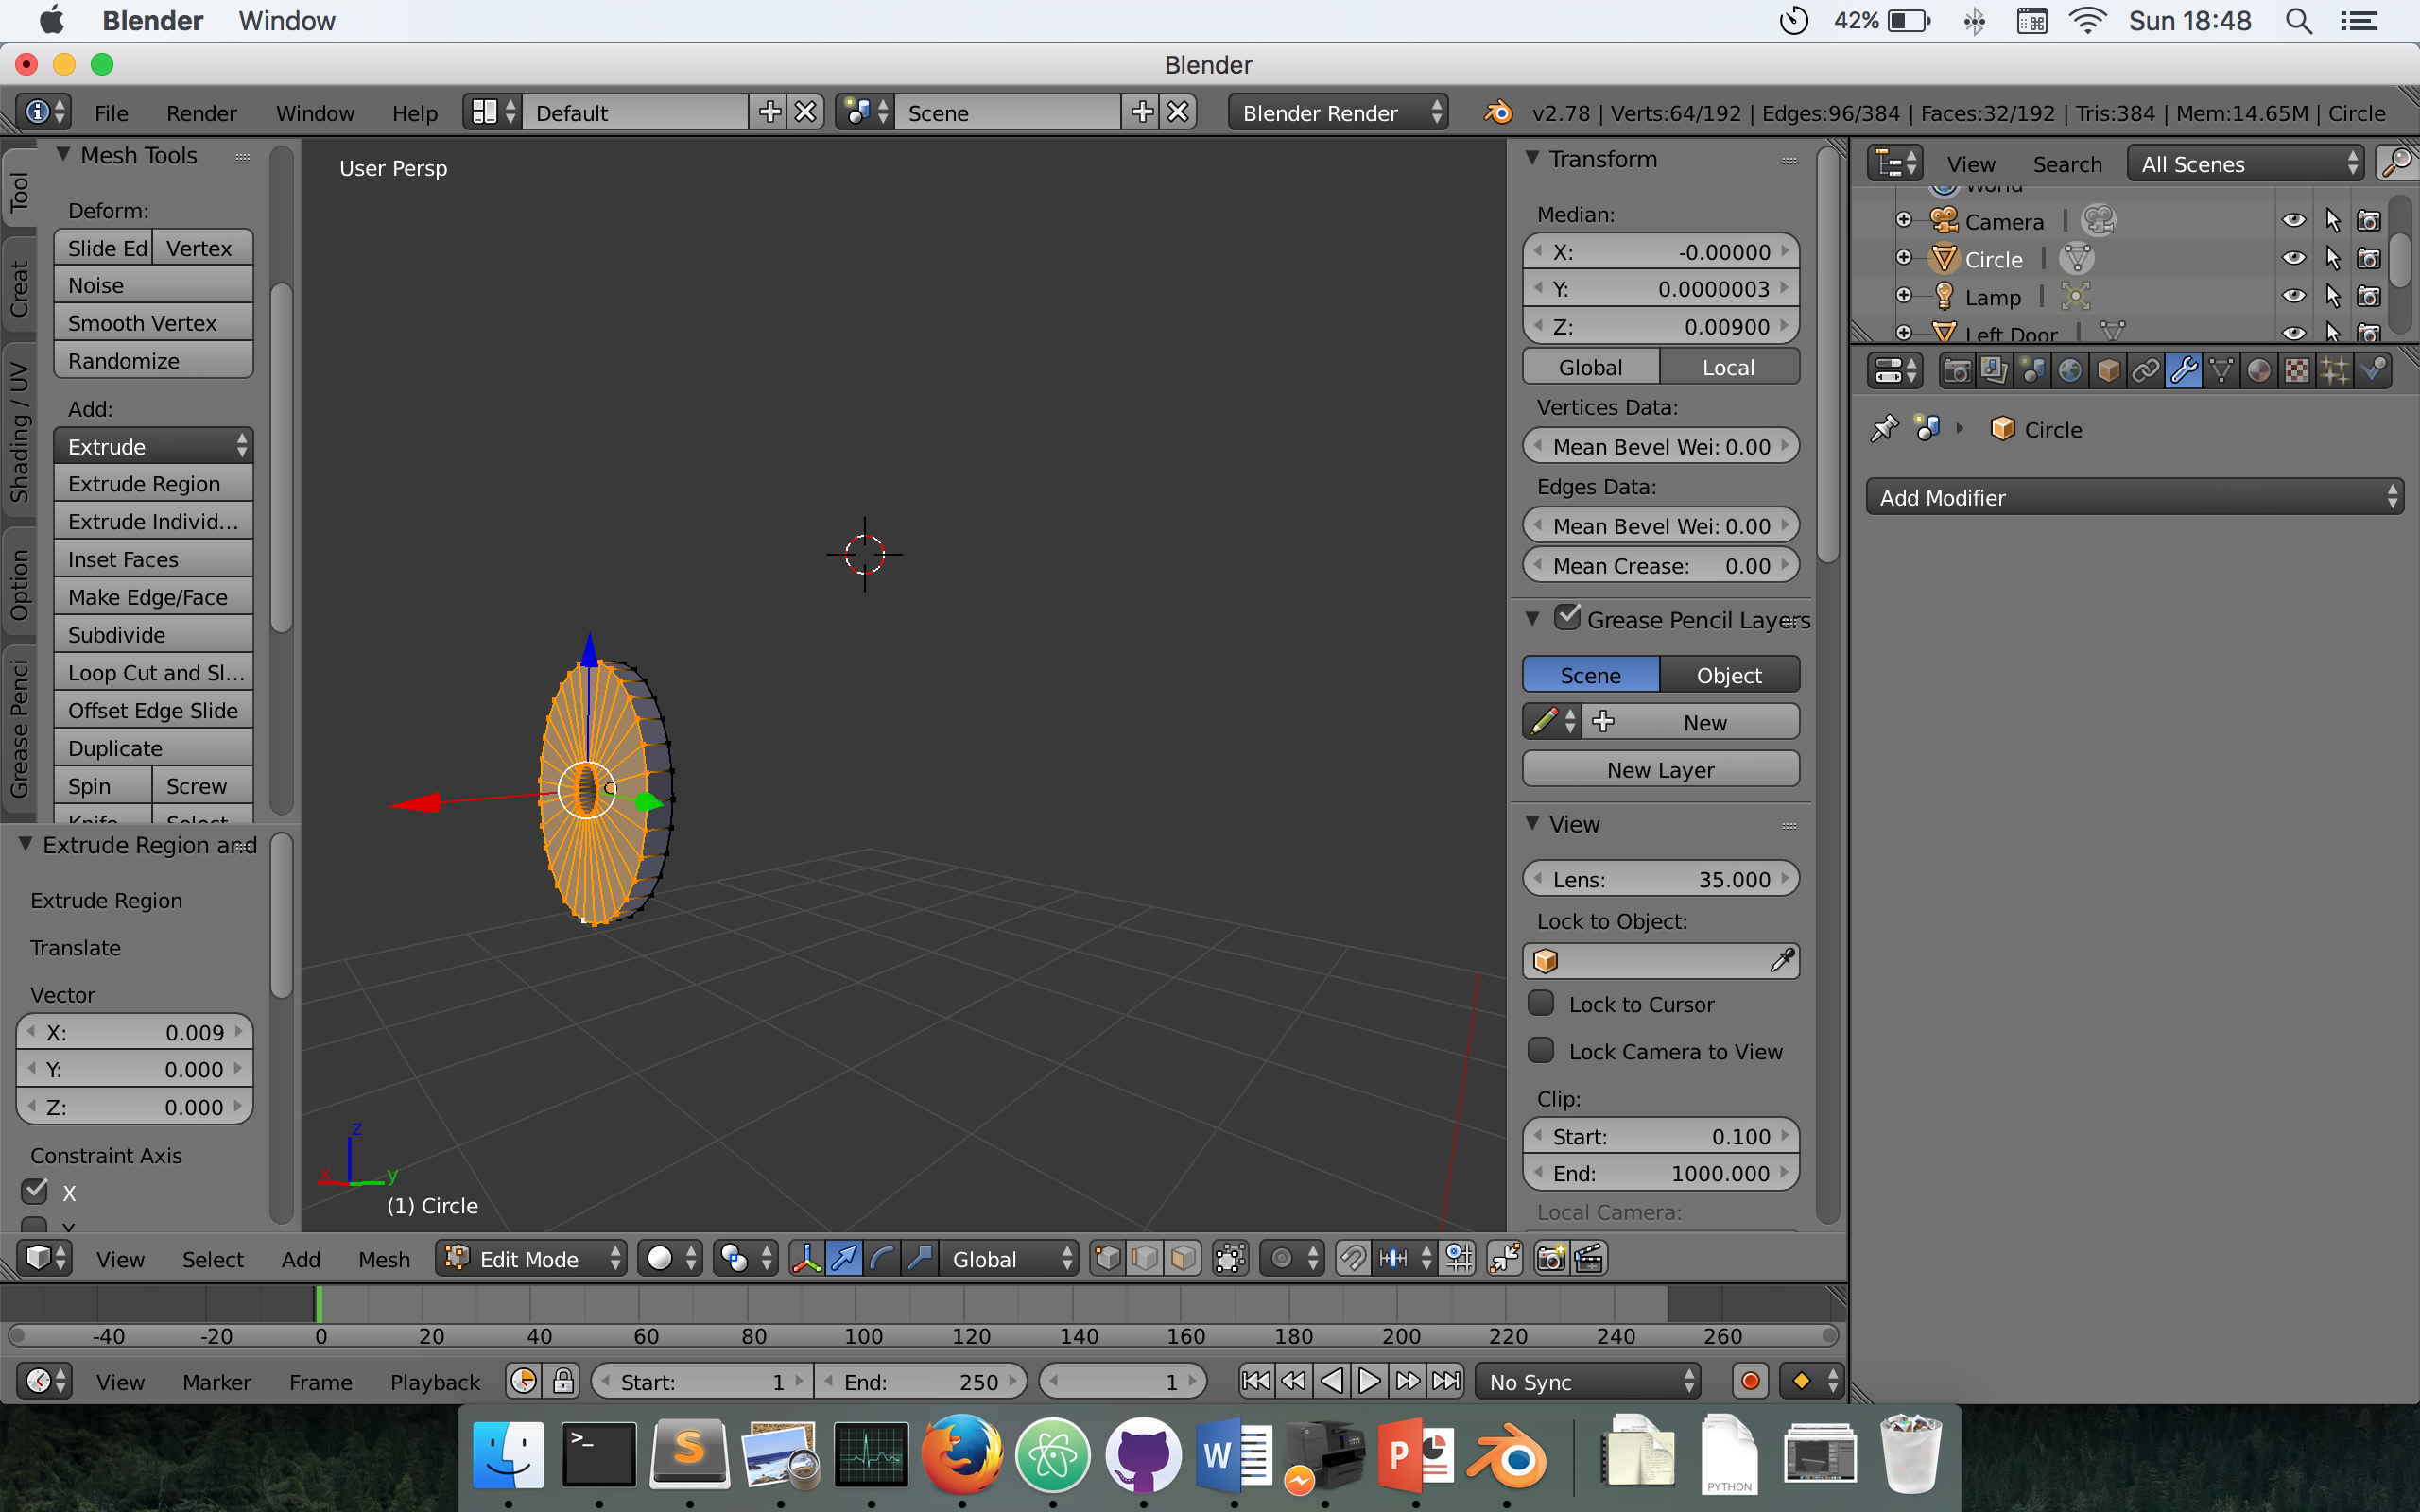 Blender Window 42% Sun 18:48
Blender
File Render Window Help Default Scene Blender Render v2.78 | Verts:64/192 | Edges:96/384 | Faces:32/192 | Tris:384 | Mem:14.65M | Circle
Tool
Creat
Shading / UV
Option
Grease Penci
Mesh Tools
Deform:
Slide Ed Vertex
Noise
Smooth Vertex
Randomize
Add:
Extrude
Extrude Region
Extrude Individ...
Inset Faces
Make Edge/Face
Subdivide
Loop Cut and Sl...
Offset Edge Slide
Duplicate
Spin Screw
Knife Select
Extrude Region and
Extrude Region
Translate
Vector
X: 0.009
Y: 0.000
Z: 0.000
Constraint Axis
X
Y
User Persp
z
x y
(1) Circle
Transform
Median:
X: -0.00000
Y: 0.0000003
Z: 0.00900
Global Local
Vertices Data:
Mean Bevel Wei: 0.00
Edges Data:
Mean Bevel Wei: 0.00
Mean Crease: 0.00
Grease Pencil Layers
Scene Object
New
New Layer
View
Lens: 35.000
Lock to Object:
Lock to Cursor
Lock Camera to View
Clip:
Start: 0.100
End: 1000.000
Local Camera:
View Search All Scenes
World
Camera
Circle
Lamp
Left Door
Circle
Add Modifier
View Select Add Mesh Edit Mode Global
-40 -20 0 20 40 60 80 100 120 140 160 180 200 220 240 260
View Marker Frame Playback Start: 1 End: 250 1 No Sync
>_
S
W
P
PYTHON